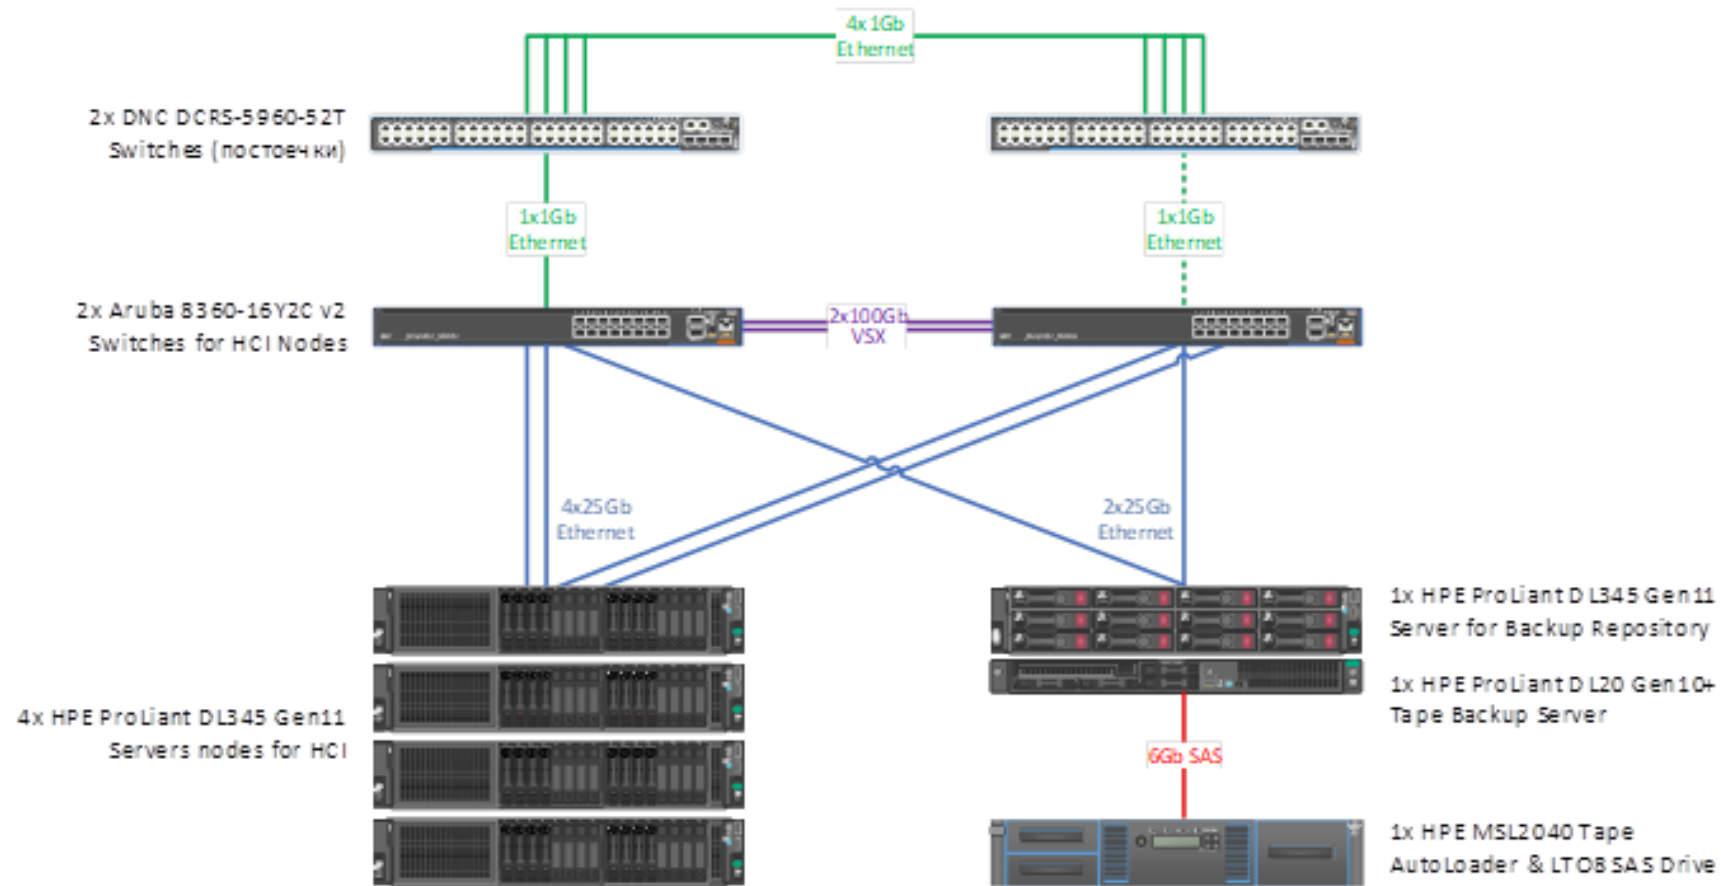 4x1Gb
Ethernet
2x DNC DCRS-5960-52T
Switches (постоечки)
1x1Gb
Ethernet
1x1Gb
Ethernet
2x Aruba 8360-16Y2C v2
Switches for HCI Nodes
2x100Gb
VSX
4x25Gb
Ethernet
2x25Gb
Ethernet
1x HPE ProLiant DL345 Gen11
Server for Backup Repository
1x HPE ProLiant DL20 Gen10+
Tape Backup Server
4x HPE ProLiant DL345 Gen11
Servers nodes for HCI
6Gb SAS
1x HPE MSL2040 Tape
AutoLoader & LTO8 SAS Drive